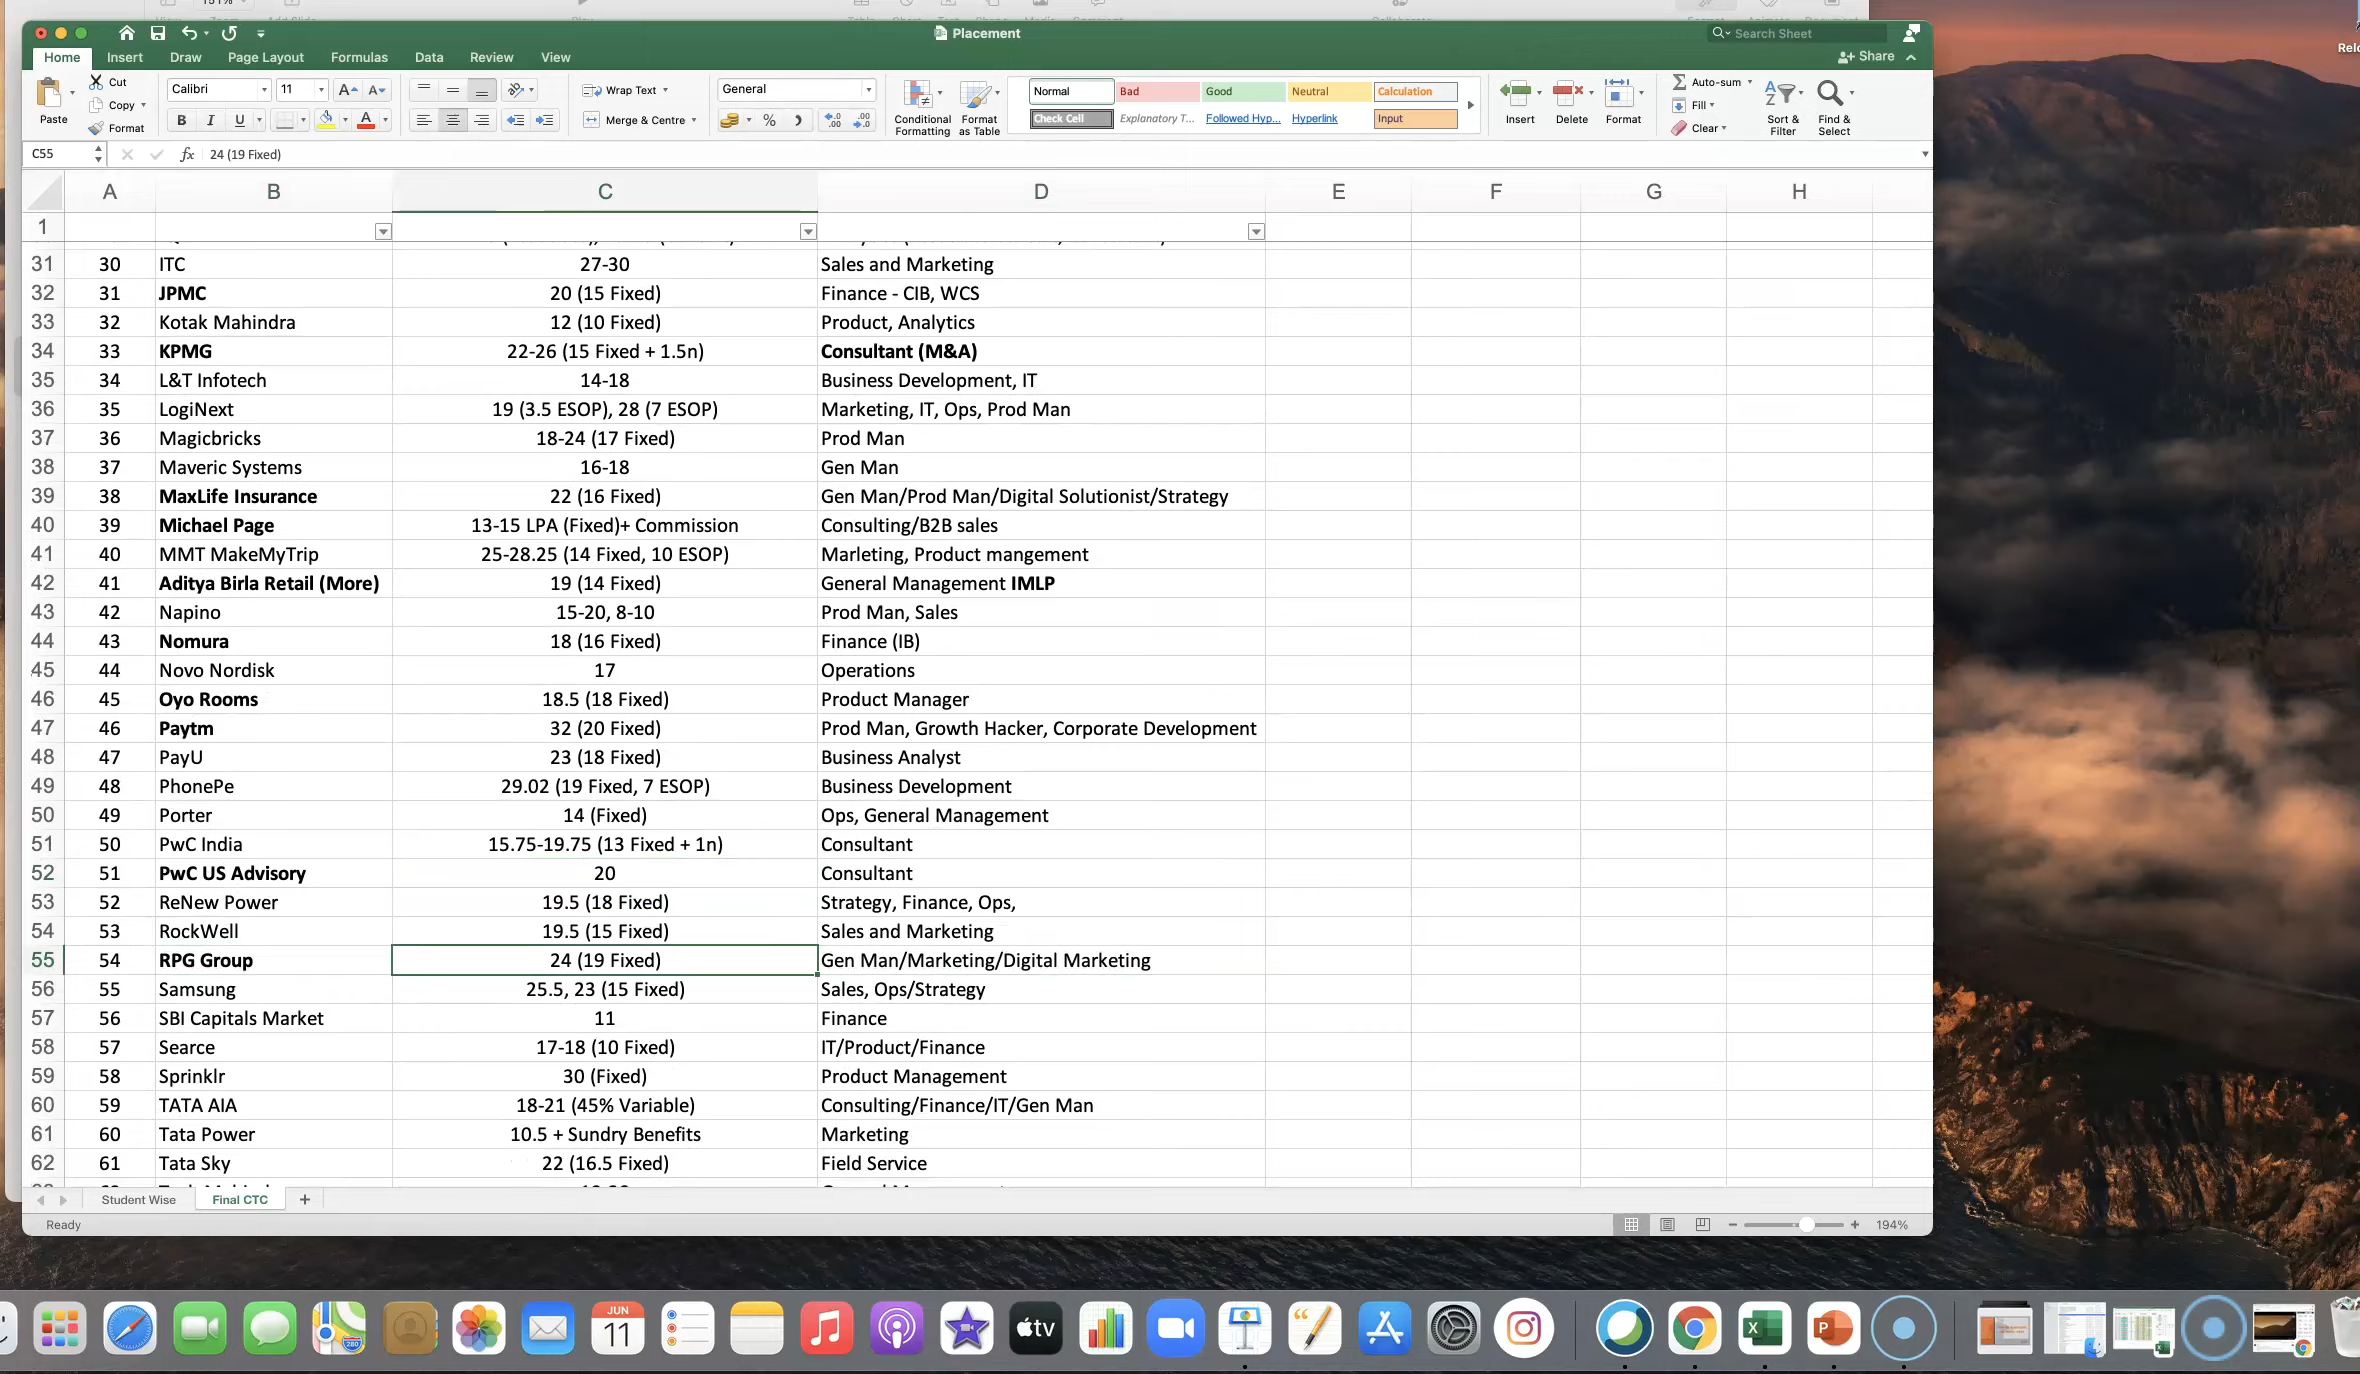 151%
Placement
Search Sheet
Home Insert Draw Page Layout Formulas Data Review View
Share
Paste
Cut
Copy
Format
Calibri 11
B I U
Wrap Text
Merge & Centre
General
Conditional Formatting
Format as Table
Normal Bad Good Neutral Calculation
Check Cell Explanatory T... Followed Hyp... Hyperlink Input
Insert Delete Format
Auto-sum
Fill
Clear
Sort & Filter
Find & Select
C55 fx 24 (19 Fixed)
A B C D E F G H
1
31 30 ITC 27-30 Sales and Marketing
32 31 JPMC 20 (15 Fixed) Finance - CIB, WCS
33 32 Kotak Mahindra 12 (10 Fixed) Product, Analytics
34 33 KPMG 22-26 (15 Fixed + 1.5n) Consultant (M&A)
35 34 L&T Infotech 14-18 Business Development, IT
36 35 LogiNext 19 (3.5 ESOP), 28 (7 ESOP) Marketing, IT, Ops, Prod Man
37 36 Magicbricks 18-24 (17 Fixed) Prod Man
38 37 Maveric Systems 16-18 Gen Man
39 38 MaxLife Insurance 22 (16 Fixed) Gen Man/Prod Man/Digital Solutionist/Strategy
40 39 Michael Page 13-15 LPA (Fixed)+ Commission Consulting/B2B sales
41 40 MMT MakeMyTrip 25-28.25 (14 Fixed, 10 ESOP) Marleting, Product mangement
42 41 Aditya Birla Retail (More) 19 (14 Fixed) General Management IMLP
43 42 Napino 15-20, 8-10 Prod Man, Sales
44 43 Nomura 18 (16 Fixed) Finance (IB)
45 44 Novo Nordisk 17 Operations
46 45 Oyo Rooms 18.5 (18 Fixed) Product Manager
47 46 Paytm 32 (20 Fixed) Prod Man, Growth Hacker, Corporate Development
48 47 PayU 23 (18 Fixed) Business Analyst
49 48 PhonePe 29.02 (19 Fixed, 7 ESOP) Business Development
50 49 Porter 14 (Fixed) Ops, General Management
51 50 PwC India 15.75-19.75 (13 Fixed + 1n) Consultant
52 51 PwC US Advisory 20 Consultant
53 52 ReNew Power 19.5 (18 Fixed) Strategy, Finance, Ops,
54 53 RockWell 19.5 (15 Fixed) Sales and Marketing
55 54 RPG Group 24 (19 Fixed) Gen Man/Marketing/Digital Marketing
56 55 Samsung 25.5, 23 (15 Fixed) Sales, Ops/Strategy
57 56 SBI Capitals Market 11 Finance
58 57 Searce 17-18 (10 Fixed) IT/Product/Finance
59 58 Sprinklr 30 (Fixed) Product Management
60 59 TATA AIA 18-21 (45% Variable) Consulting/Finance/IT/Gen Man
61 60 Tata Power 10.5 + Sundry Benefits Marketing
62 61 Tata Sky 22 (16.5 Fixed) Field Service
Student Wise Final CTC +
Ready
194%
JUN
11
tv
280